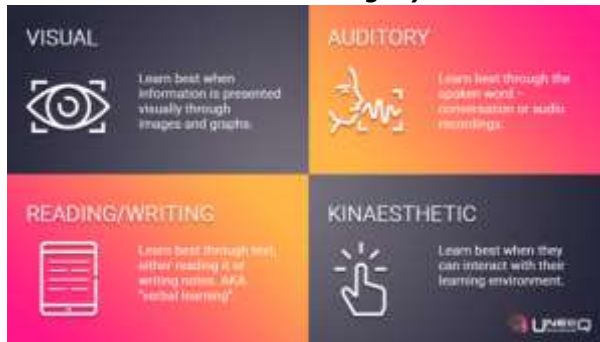 VISUAL
Learn best when
information is presented
visually through
images and graphs.
AUDITORY
Learn best through the
spoken word –
conversation or audio
recordings.
READING/WRITING
Learn best through text,
either reading it or
writing notes. AKA
"verbal learning"
KINAESTHETIC
Learn best when they
can interact with their
learning environment.
UNEEQ